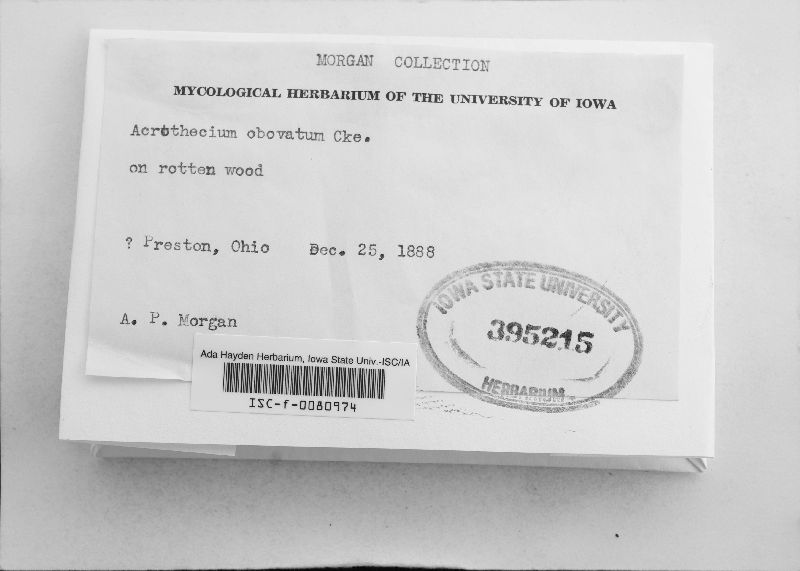 MORGAN COLLECTION
MYCOLOGICAL HERBARIUM OF THE UNIVERSITY OF IOWA
Acrothecium obovatum Cke.
on rotten wood
? Preston, Ohio Dec. 25, 1888
A. P. Morgan
IOWA STATE UNIVERSITY
395215
HERBARIUM
Ada Hayden Herbarium, Iowa State Univ.-ISC/IA
ISC-f-0080974